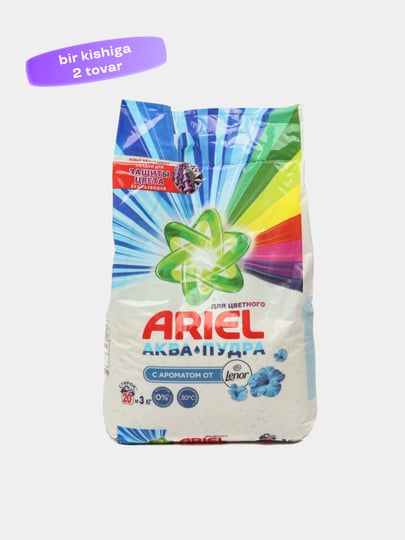 bir kishiga
2 tovar
ЗАЩИТЫ
ЦВЕТА
ДЛЯ ЦВЕТНОГО
ARIEL
АКВА ПУДРА
С АРОМАТОМ ОТ
Lenor
20 = 3 кг
0%
30°C